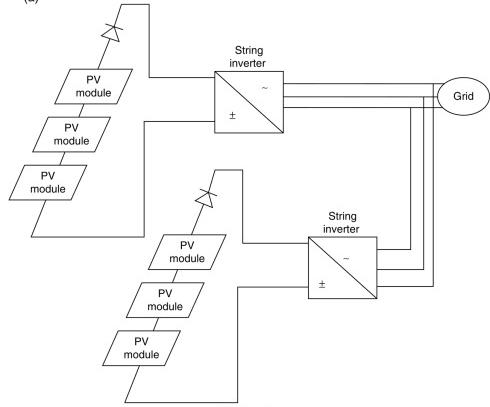 (a)
PV
module
PV
module
PV
module
String
inverter
~
±
Grid
PV
module
PV
module
PV
module
String
inverter
~
±